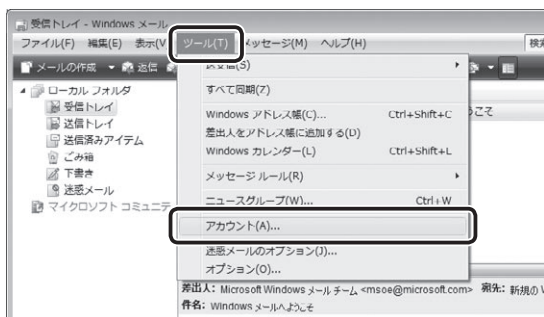 受信トレイ - Windows メール
ファイル(F) 編集(E) 表示(V ツール(T) メッセージ(M) ヘルプ(H)
メールの作成 返信
送受信(S)
すべて同期(Z)
Windows アドレス帳(C)... Ctrl+Shift+C
差出人をアドレス帳に追加する(D)
Windows カレンダー(L) Ctrl+Shift+L
メッセージ ルール(R)
ニュースグループ(W)... Ctrl+W
アカウント(A)...
迷惑メールのオプション(J)...
オプション(O)...
ローカル フォルダ
受信トレイ
送信トレイ
送信済みアイテム
ごみ箱
下書き
迷惑メール
マイクロソフト コミュニテ
こそ
差出人: Microsoft Windows メール チーム <msoe@microsoft.com> 宛先: 新規の
件名: Windows メールへようこそ